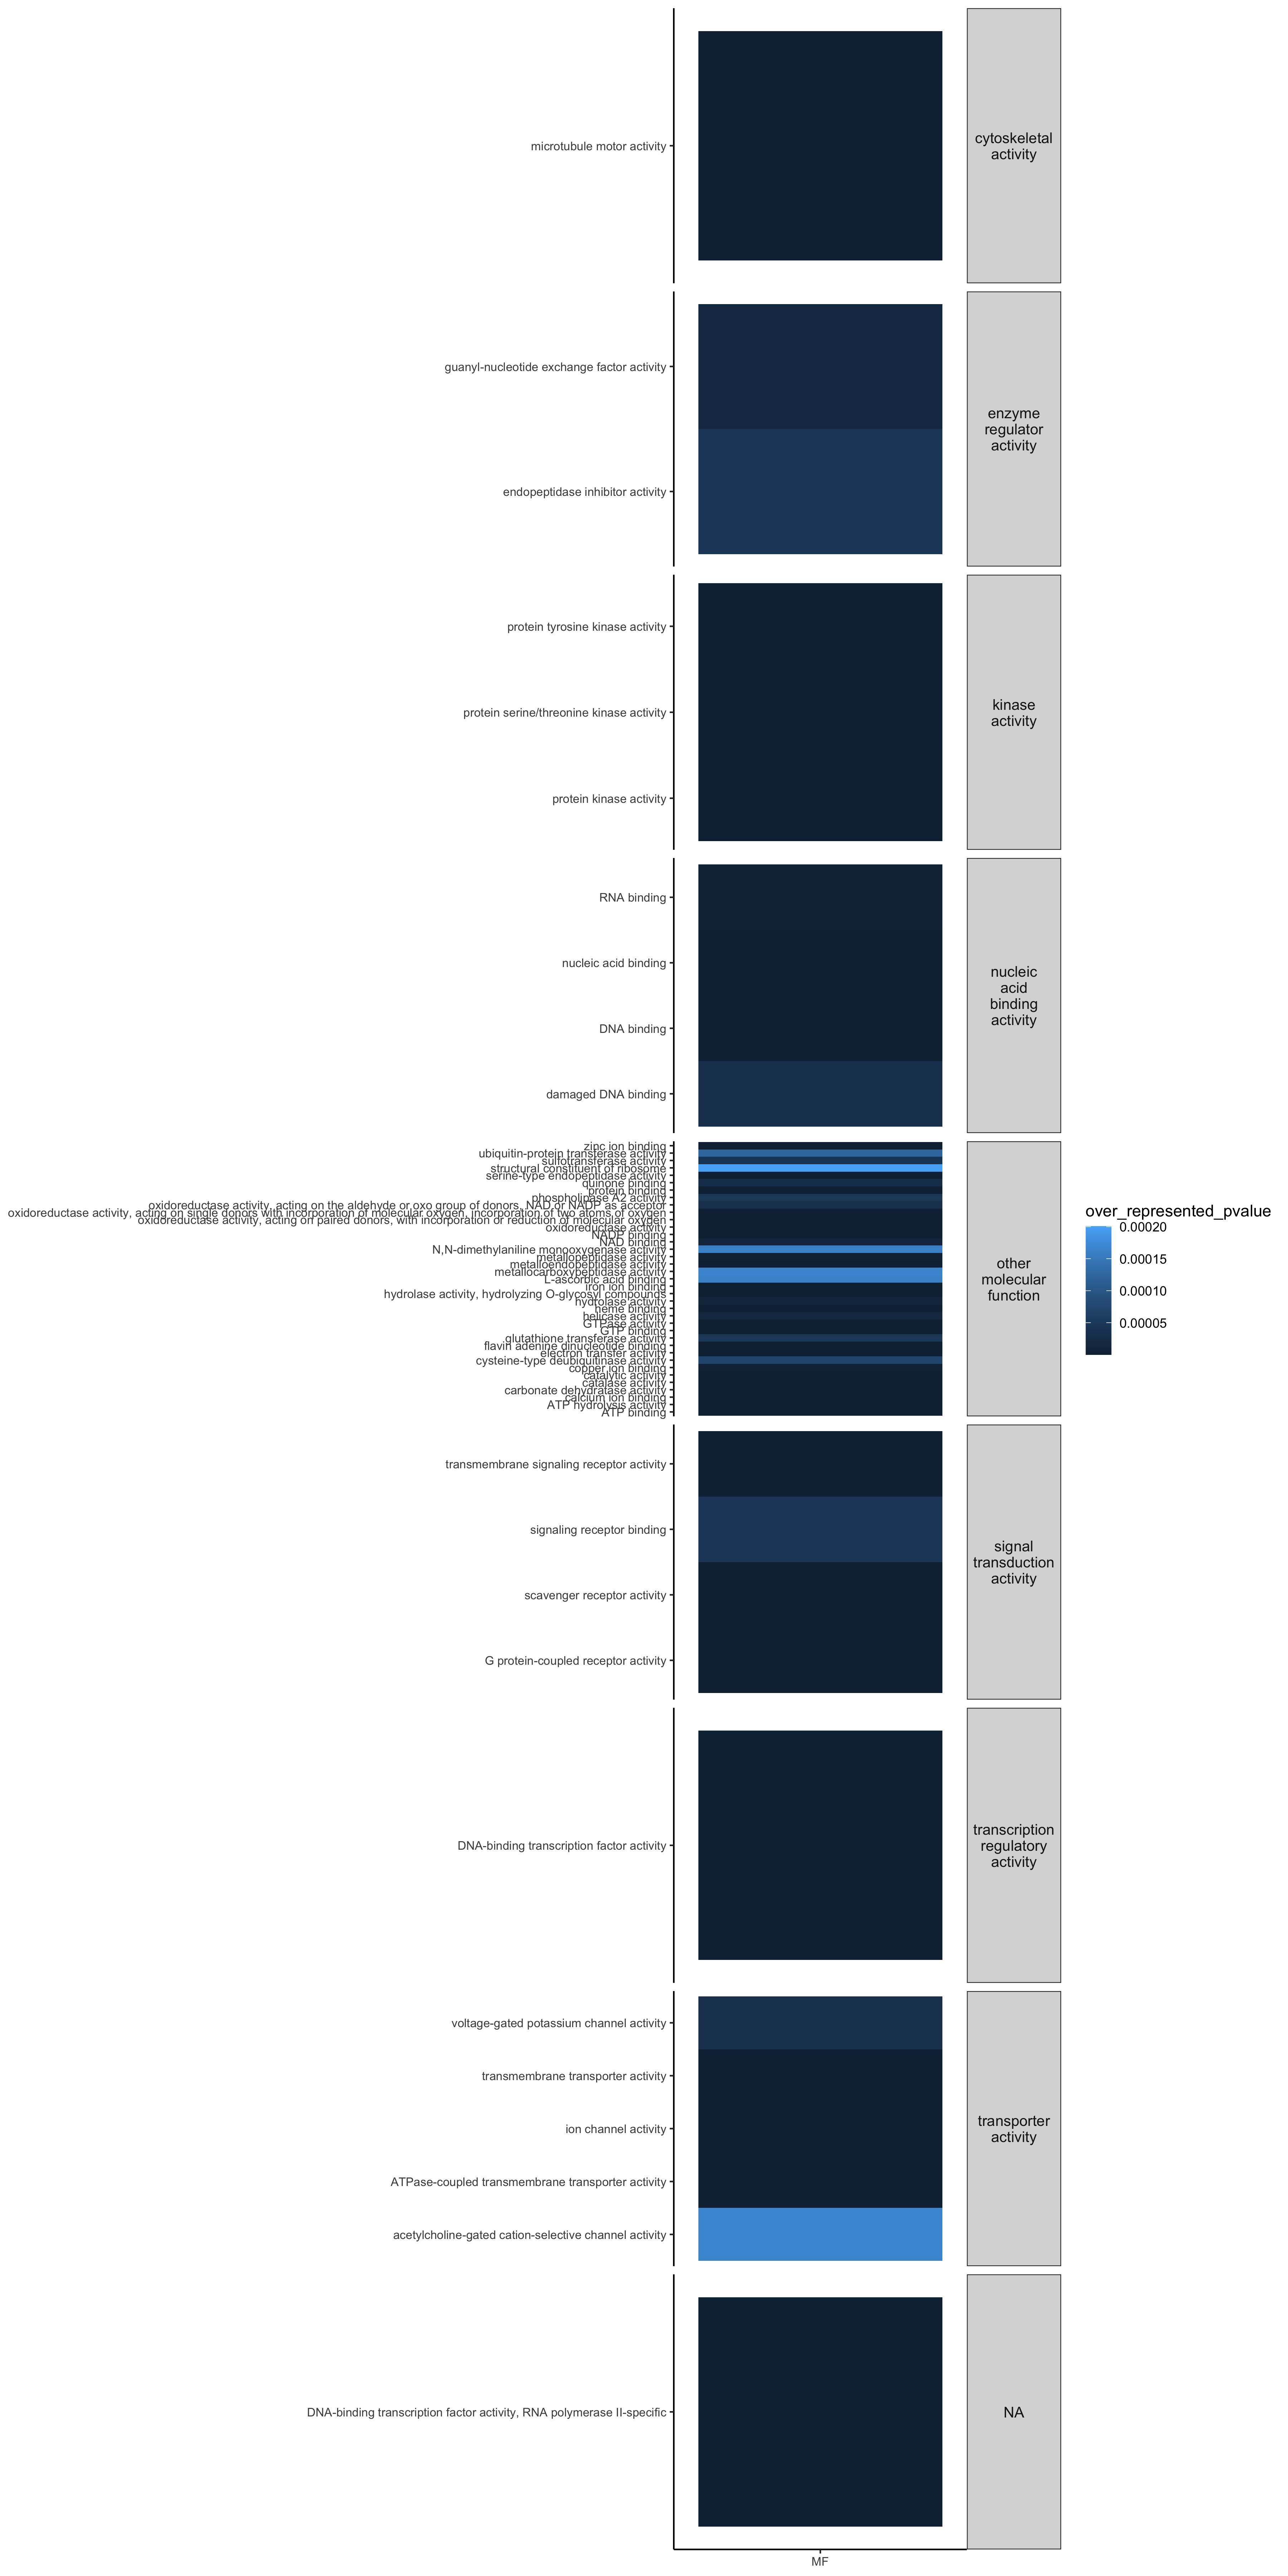 microtubule motor activity
cytoskeletal
activity
guanyl-nucleotide exchange factor activity
endopeptidase inhibitor activity
enzyme
regulator
activity
protein tyrosine kinase activity
protein serine/threonine kinase activity
protein kinase activity
kinase
activity
RNA binding
nucleic acid binding
DNA binding
damaged DNA binding
nucleic
acid
binding
activity
zinc ion binding
ubiquitin-protein transferase activity
sulfotransferase activity
structural constituent of ribosome
serine-type endopeptidase activity
quinone binding
protein binding
phospholipase A2 activity
oxidoreductase activity, acting on the aldehyde or oxo group of donors, NAD or NADP as acceptor
oxidoreductase activity, acting on single donors with incorporation of molecular oxygen, incorporation of two atoms of oxygen
oxidoreductase activity, acting on paired donors, with incorporation or reduction of molecular oxygen
oxidoreductase activity
NADP binding
NAD binding
N,N-dimethylaniline monooxygenase activity
metallopeptidase activity
metalloendopeptidase activity
metallocarboxypeptidase activity
L-ascorbic acid binding
iron ion binding
hydrolase activity, hydrolyzing O-glycosyl compounds
hydrolase activity
heme binding
helicase activity
GTPase activity
GTP binding
glutathione transferase activity
flavin adenine dinucleotide binding
electron transfer activity
cysteine-type deubiquitinase activity
copper ion binding
catalytic activity
catalase activity
carbonate dehydratase activity
calcium ion binding
ATP hydrolysis activity
ATP binding
other
molecular
function
over_represented_pvalue
0.00020
0.00015
0.00010
0.00005
transmembrane signaling receptor activity
signaling receptor binding
scavenger receptor activity
G protein-coupled receptor activity
signal
transduction
activity
DNA-binding transcription factor activity
transcription
regulatory
activity
voltage-gated potassium channel activity
transmembrane transporter activity
ion channel activity
ATPase-coupled transmembrane transporter activity
acetylcholine-gated cation-selective channel activity
transporter
activity
DNA-binding transcription factor activity, RNA polymerase II-specific
NA
MF